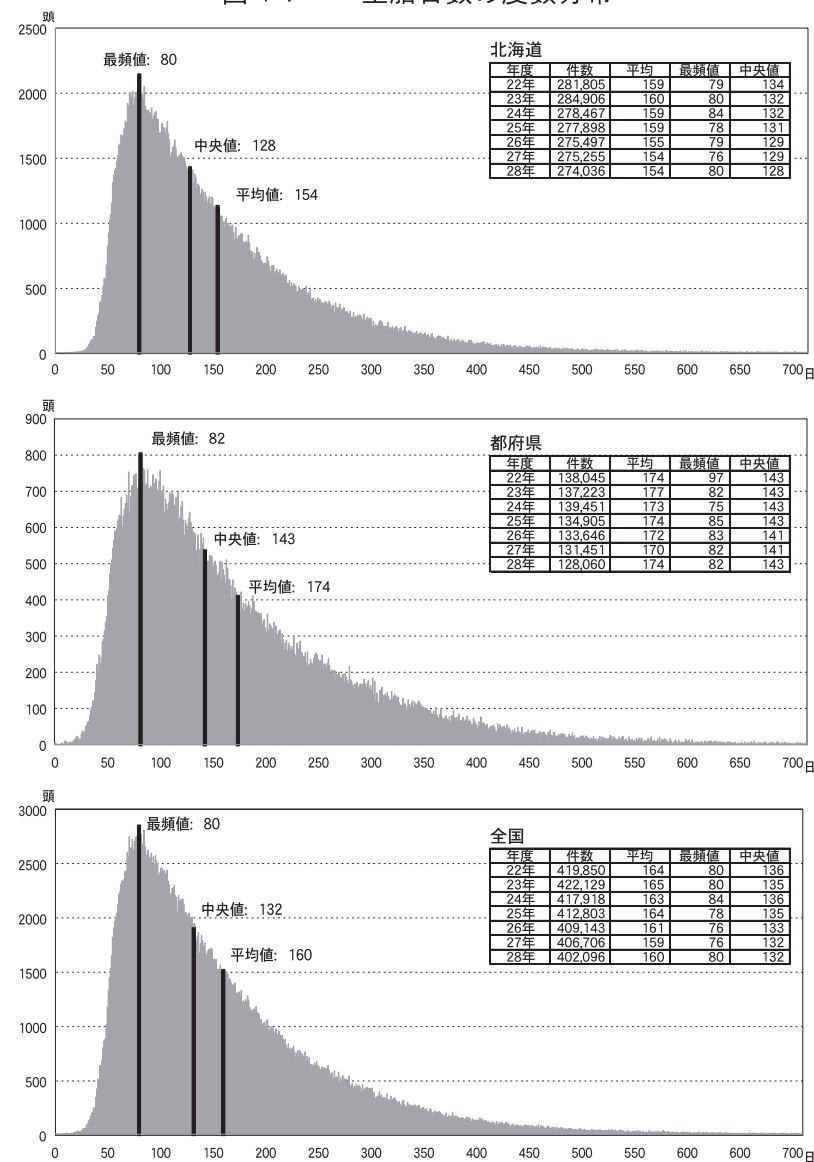 頭
2500
2000
1500
1000
500
0
0 50 100 150 200 250 300 350 400 450 500 550 600 650 700日
最頻値: 80
中央値: 128
平均値: 154
北海道
年度 件数 平均 最頻値 中央値
22年 281,805 159 79 134
23年 284,906 160 80 132
24年 278,467 159 84 132
25年 277,898 159 78 131
26年 275,497 155 79 129
27年 275,255 154 76 129
28年 274,036 154 80 128
頭
900
800
700
600
500
400
300
200
100
0
0 50 100 150 200 250 300 350 400 450 500 550 600 650 700日
最頻値: 82
中央値: 143
平均値: 174
都府県
年度 件数 平均 最頻値 中央値
22年 138,045 174 97 143
23年 137,223 177 82 143
24年 139,451 173 75 143
25年 134,905 174 85 143
26年 133,646 172 83 141
27年 131,451 170 82 141
28年 128,060 174 82 143
頭
3000
2500
2000
1500
1000
500
0
0 50 100 150 200 250 300 350 400 450 500 550 600 650 700日
最頻値: 80
中央値: 132
平均値: 160
全国
年度 件数 平均 最頻値 中央値
22年 419,850 164 80 136
23年 422,129 165 80 135
24年 417,918 163 84 136
25年 412,803 164 78 135
26年 409,143 161 76 133
27年 406,706 159 76 132
28年 402,096 160 80 132